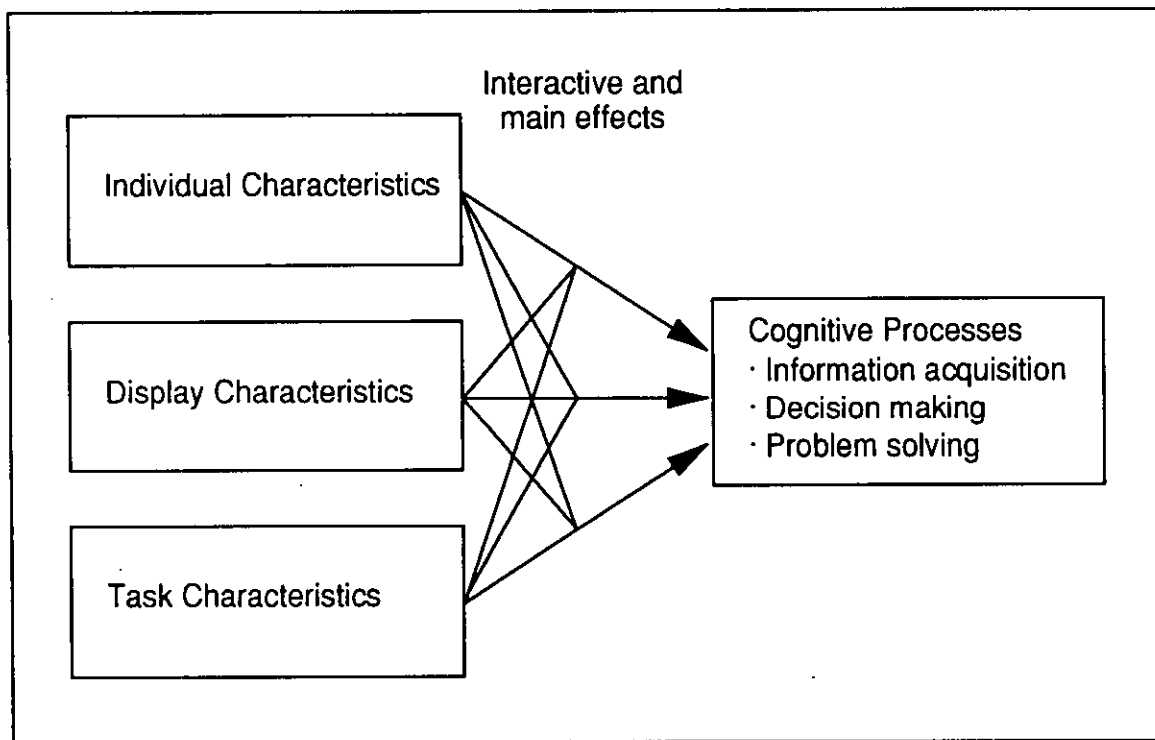 Interactive and
main effects
Individual Characteristics
Display Characteristics
Task Characteristics
Cognitive Processes
· Information acquisition
· Decision making
· Problem solving